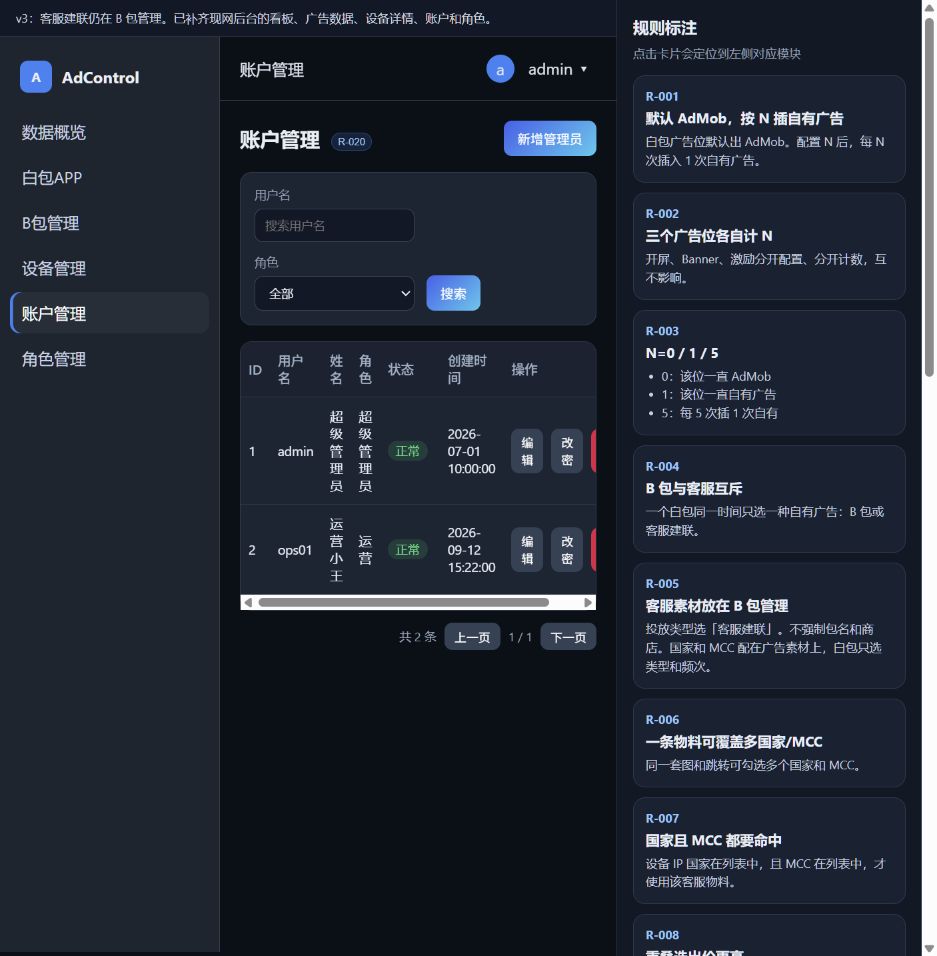 v3：客服建联仍在 B 包管理。已补齐现网后台的看板、广告数据、设备详情、账户和角色。
A AdControl
数据概览
白包APP
B包管理
设备管理
账户管理
角色管理
账户管理
a admin ▾
账户管理 R-020 新增管理员
用户名
搜索用户名
角色
全部 搜索
ID 用户名 姓名 角色 状态 创建时间 操作
1 admin 超级管理员 超级管理员 正常 2026-07-01 10:00:00 编辑 改密
2 ops01 运营小王 运营 正常 2026-09-12 15:22:00 编辑 改密
共 2 条 上一页 1 / 1 下一页
规则标注
点击卡片会定位到左侧对应模块
R-001
默认 AdMob，按 N 插自有广告
白包广告位默认出 AdMob。配置 N 后，每 N
次插入 1 次自有广告。
R-002
三个广告位各自计 N
开屏、Banner、激励分开配置、分开计数，互
不影响。
R-003
N=0 / 1 / 5
• 0：该位一直 AdMob
• 1：该位一直自有广告
• 5：每 5 次插 1 次自有
R-004
B 包与客服互斥
一个白包同一时间只选一种自有广告：B 包或
客服建联。
R-005
客服素材放在 B 包管理
投放类型选「客服建联」。不强制包名和商
店。国家和 MCC 配在广告素材上，白包只选
类型和频次。
R-006
一条物料可覆盖多国家/MCC
同一套图和跳转可勾选多个国家和 MCC。
R-007
国家且 MCC 都要命中
设备 IP 国家在列表中，且 MCC 在列表中，才
使用该客服物料。
R-008